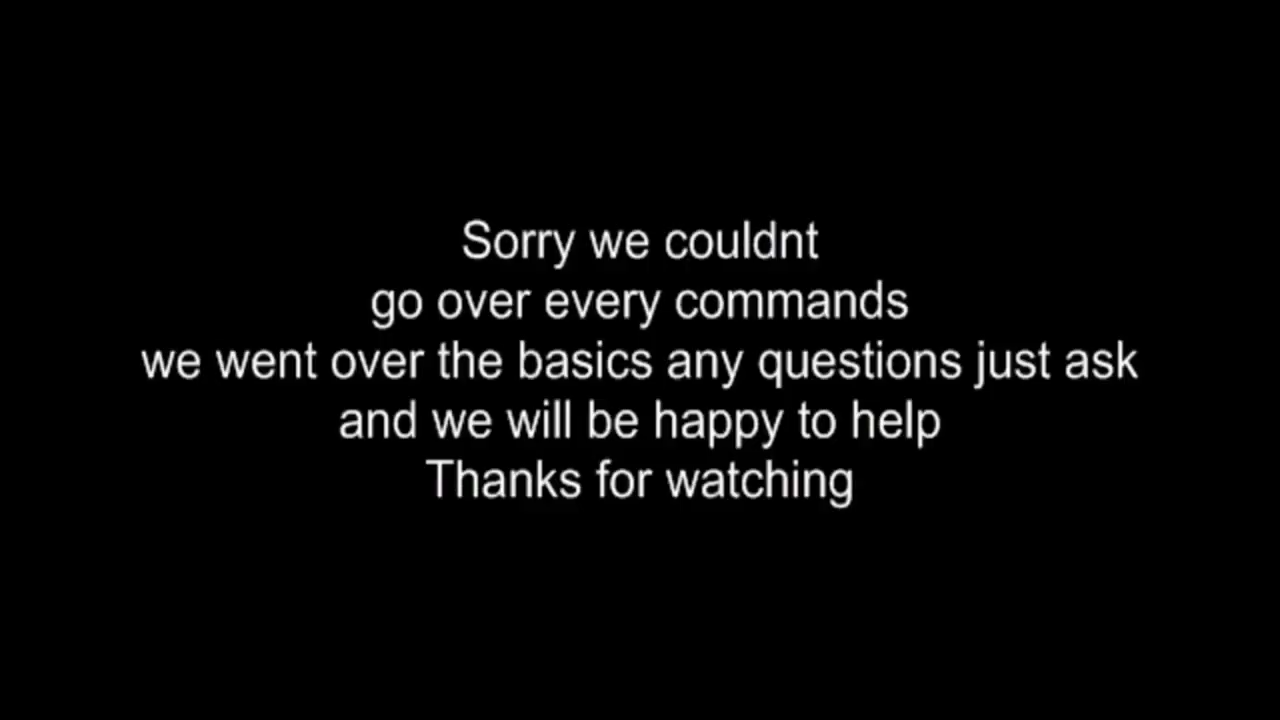 Sorry we couldnt
go over every commands
we went over the basics any questions just ask
and we will be happy to help
Thanks for watching